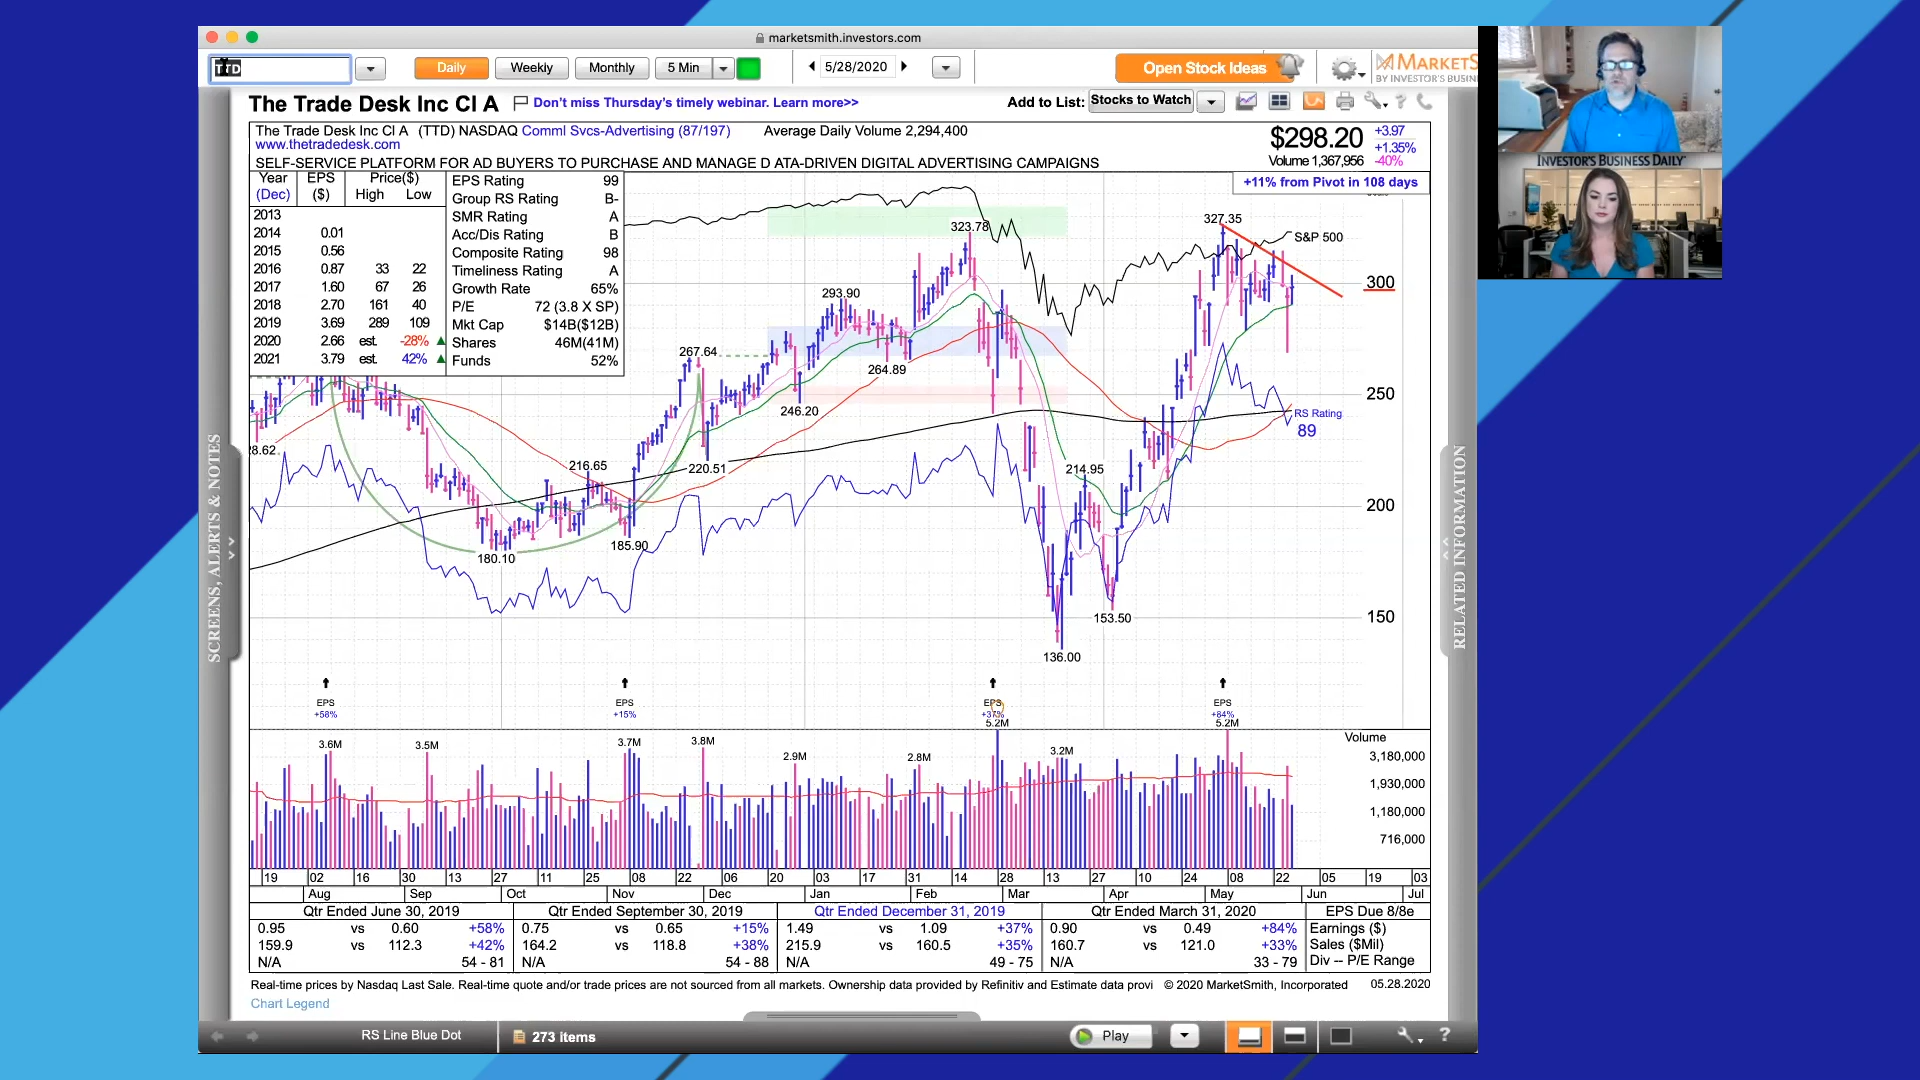 marketsmith.investors.com
TTD
Daily
Weekly
Monthly
5 Min
5/28/2020
Open Stock Ideas
MARKETS
BY INVESTOR'S BUSIN
The Trade Desk Inc Cl A
Don't miss Thursday's timely webinar. Learn more>>
Add to List:
Stocks to Watch
The Trade Desk Inc Cl A (TTD) NASDAQ Comml Svcs-Advertising (87/197) Average Daily Volume 2,294,400
www.thetradedesk.com
SELF-SERVICE PLATFORM FOR AD BUYERS TO PURCHASE AND MANAGE D ATA-DRIVEN DIGITAL ADVERTISING CAMPAIGNS
$298.20 +3.97
+1.35%
Volume 1,367,956 -40%
+11% from Pivot in 108 days
Year EPS Price($)
(Dec) ($) High Low
2013
2014 0.01
2015 0.56
2016 0.87 33 22
2017 1.60 67 26
2018 2.70 161 40
2019 3.69 289 109
2020 2.66 est. -28%
2021 3.79 est. 42%
EPS Rating 99
Group RS Rating B-
SMR Rating A
Acc/Dis Rating B
Composite Rating 98
Timeliness Rating A
Growth Rate 65%
P/E 72 (3.8 X SP)
Mkt Cap $14B($12B)
Shares 46M(41M)
Funds 52%
327.35
323.78
S&P 500
300
293.90
267.64
264.89
250
246.20
RS Rating
89
8.62
216.65
220.51
214.95
200
185.90
180.10
153.50
150
136.00
EPS
+58%
EPS
+15%
EPS
+37%
EPS
+84%
5.2M
5.2M
3.6M
3.5M
3.7M
3.8M
2.9M
2.8M
3.2M
Volume
3,180,000
1,930,000
1,180,000
716,000
19 02 16 30 13 27 11 25 08 22 06 20 03 17 31 14 28 13 27 10 24 08 22 05 19 03
Aug Sep Oct Nov Dec Jan Feb Mar Apr May Jun Jul
Qtr Ended June 30, 2019 Qtr Ended September 30, 2019 Qtr Ended December 31, 2019 Qtr Ended March 31, 2020 EPS Due 8/8e
0.95 vs 0.60 +58% 0.75 vs 0.65 +15% 1.49 vs 1.09 +37% 0.90 vs 0.49 +84% Earnings ($)
159.9 vs 112.3 +42% 164.2 vs 118.8 +38% 215.9 vs 160.5 +35% 160.7 vs 121.0 +33% Sales ($Mil)
N/A 54 - 81 N/A 54 - 88 N/A 49 - 75 N/A 33 - 79 Div -- P/E Range
Real-time prices by Nasdaq Last Sale. Real-time quote and/or trade prices are not sourced from all markets. Ownership data provided by Refinitiv and Estimate data provi © 2020 MarketSmith, Incorporated 05.28.2020
Chart Legend
SCREENS, ALERTS & NOTES
RELATED INFORMATION
RS Line Blue Dot
273 items
Play
INVESTOR'S BUSINESS DAILY